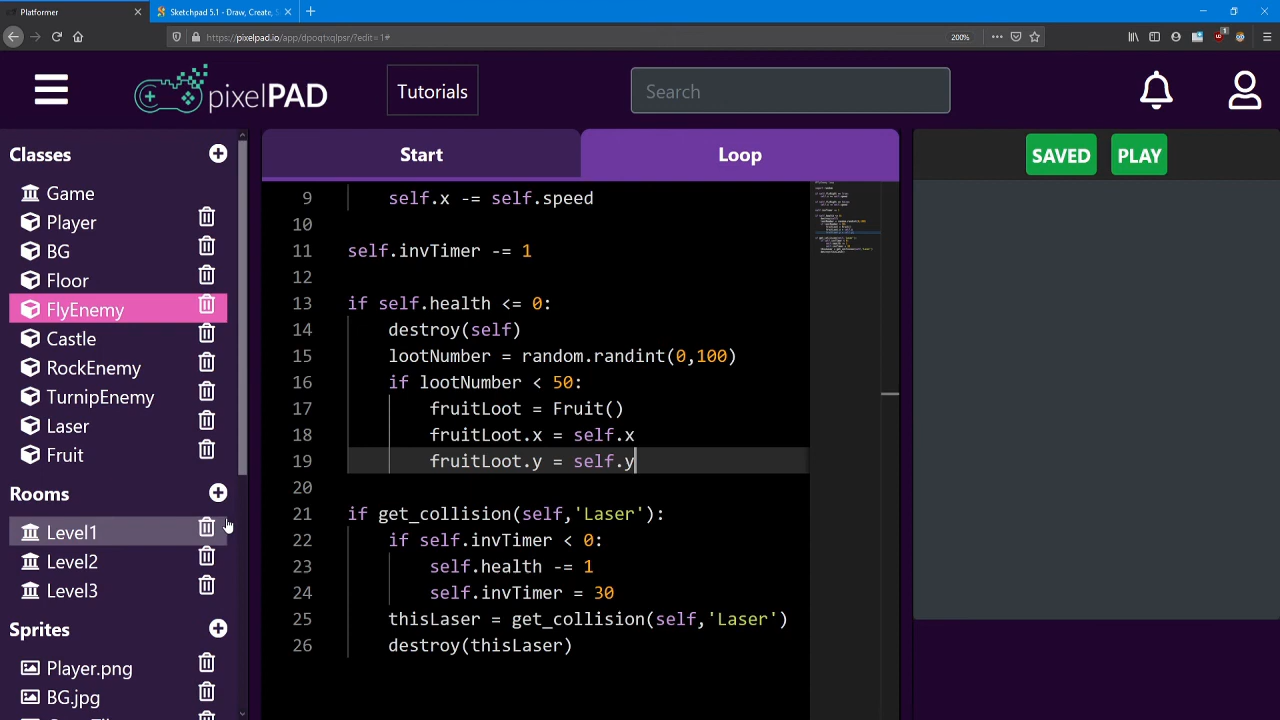 Platformer
Sketchpad 5.1 - Draw, Create, S
https://pixelpad.io/app/dpoqtxqlpsr/?edit=1#
200%
pixelPAD
Tutorials
Search
Classes
Game
Player
BG
Floor
FlyEnemy
Castle
RockEnemy
TurnipEnemy
Laser
Fruit
Rooms
Level1
Level2
Level3
Sprites
Player.png
BG.jpg
Start
Loop
9 self.x -= self.speed
10
11 self.invTimer -= 1
12
13 if self.health <= 0:
14 destroy(self)
15 lootNumber = random.randint(0,100)
16 if lootNumber < 50:
17 fruitLoot = Fruit()
18 fruitLoot.x = self.x
19 fruitLoot.y = self.y
20
21 if get_collision(self,'Laser'):
22 if self.invTimer < 0:
23 self.health -= 1
24 self.invTimer = 30
25 thisLaser = get_collision(self,'Laser')
26 destroy(thisLaser)
SAVED
PLAY